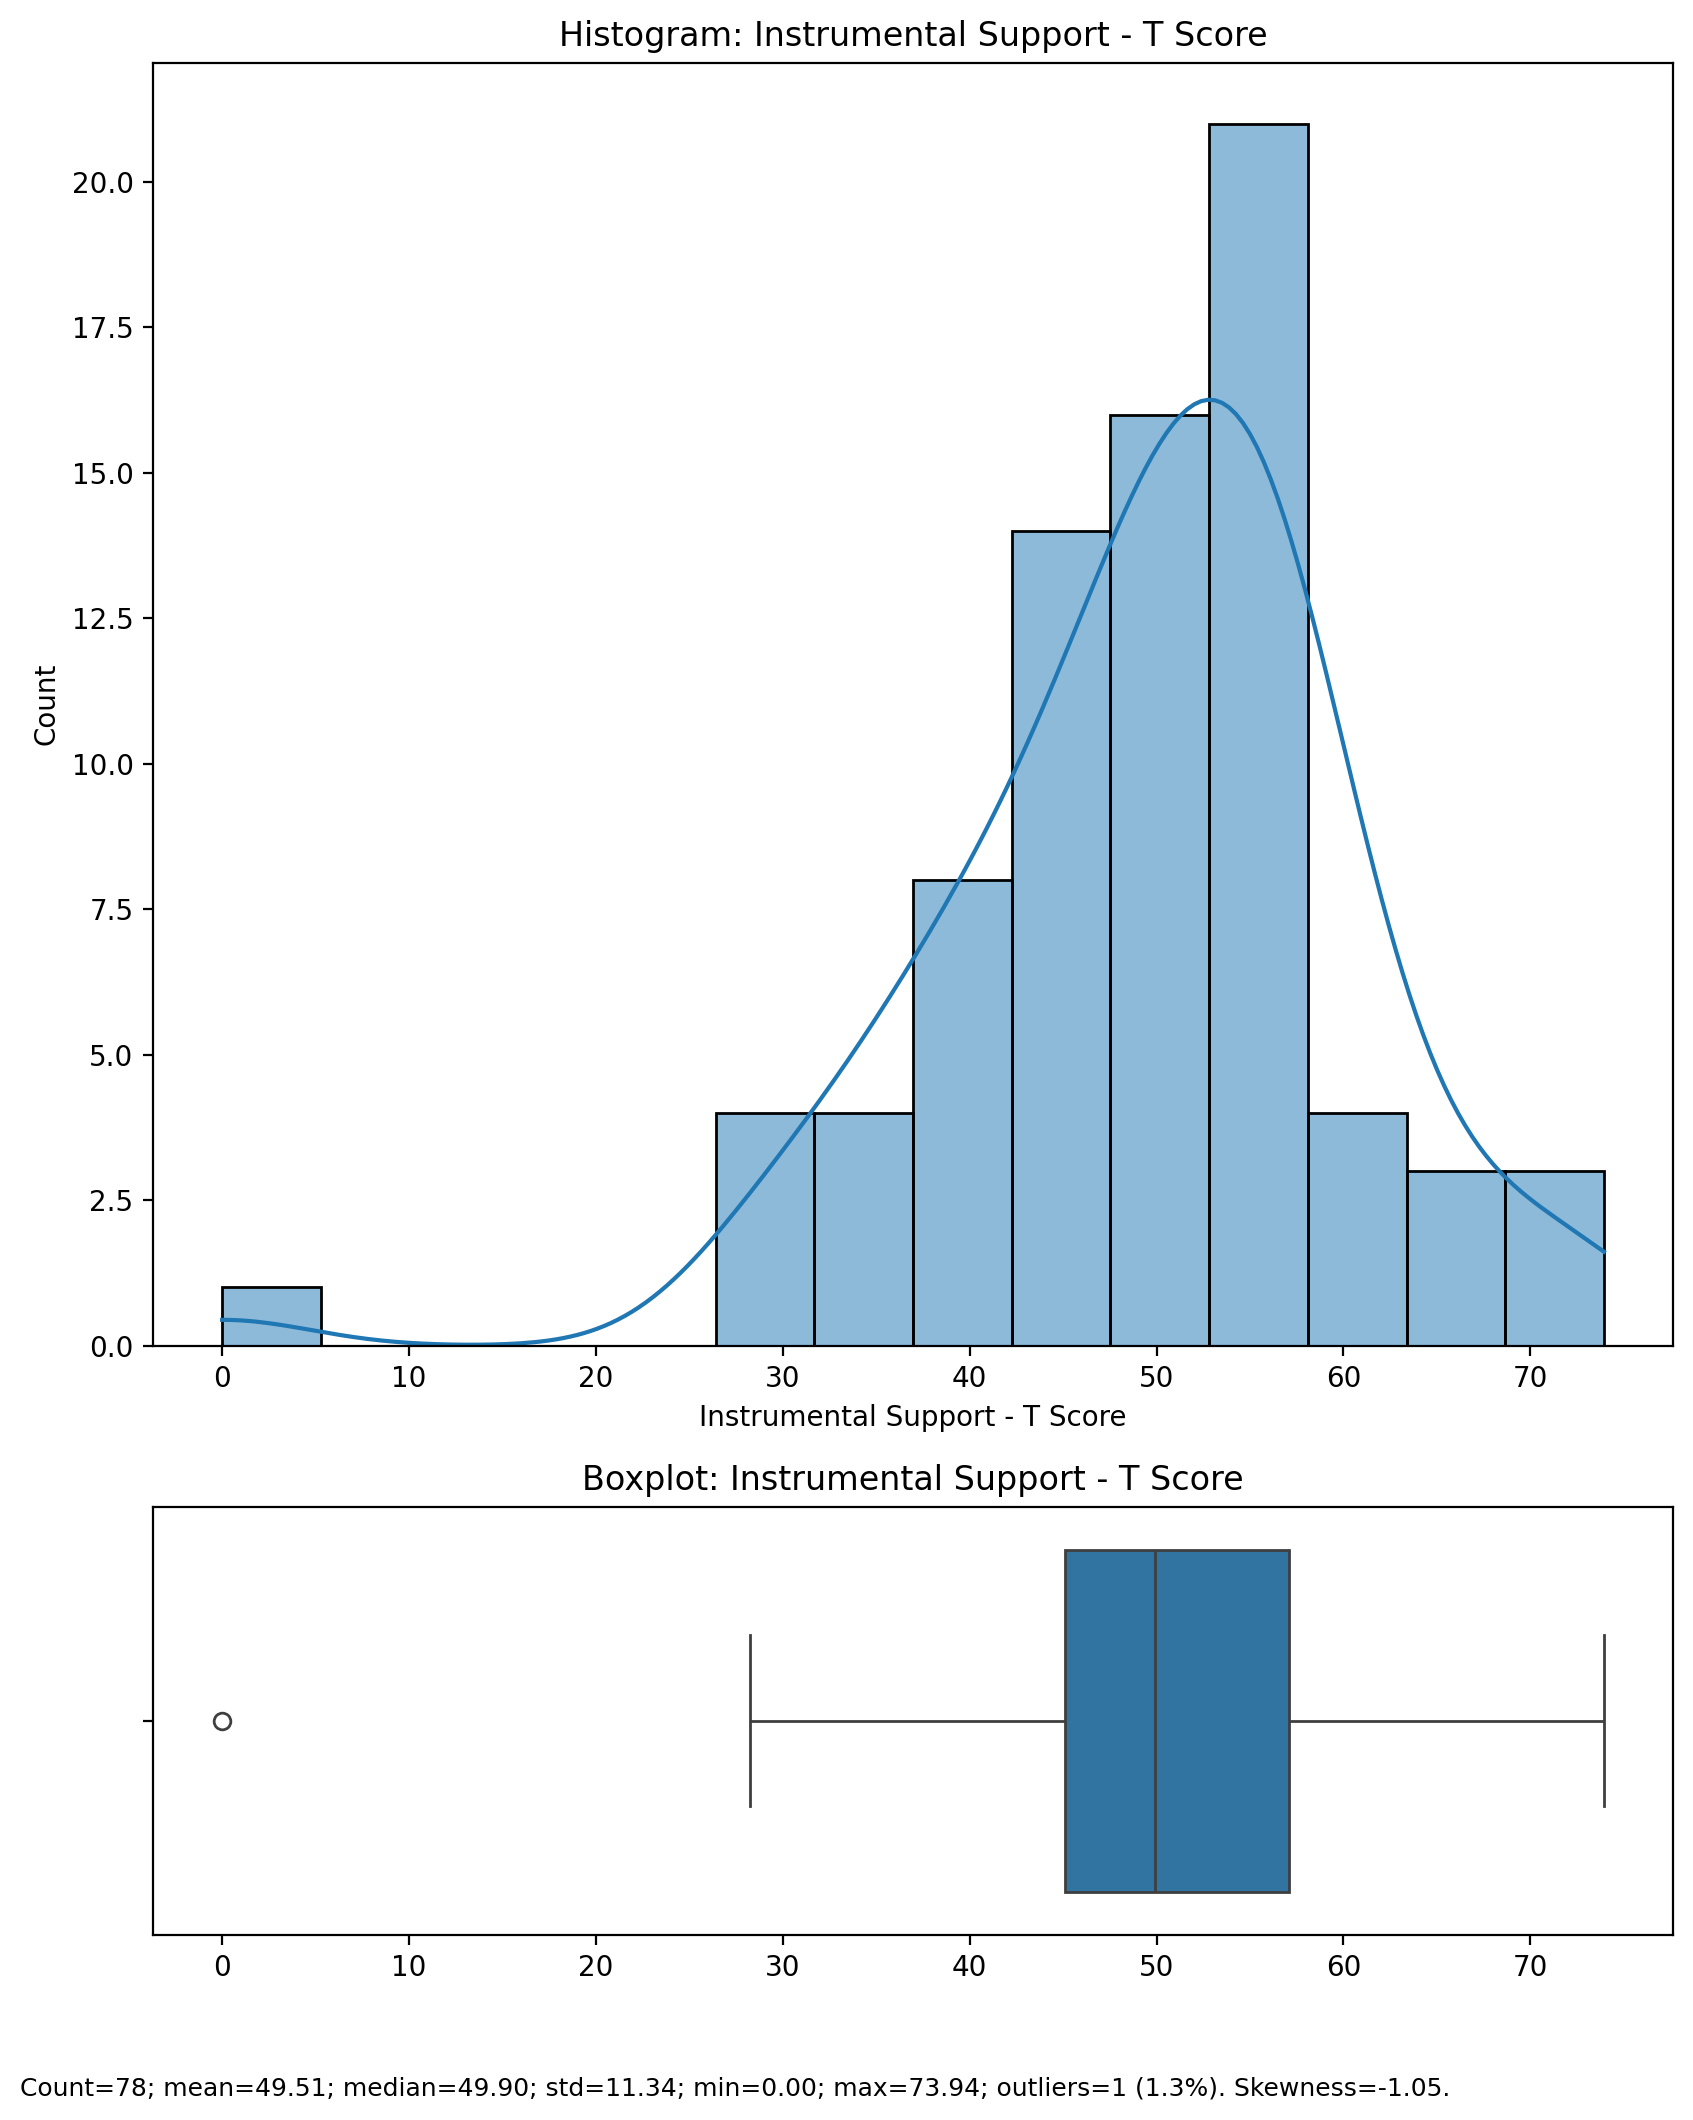 Histogram: Instrumental Support - T Score
20.0
17.5
15.0
12.5
10.0
7.5
5.0
2.5
0.0
Count
0 10 20 30 40 50 60 70
Instrumental Support - T Score
Boxplot: Instrumental Support - T Score
0 10 20 30 40 50 60 70
Count=78; mean=49.51; median=49.90; std=11.34; min=0.00; max=73.94; outliers=1 (1.3%). Skewness=-1.05.